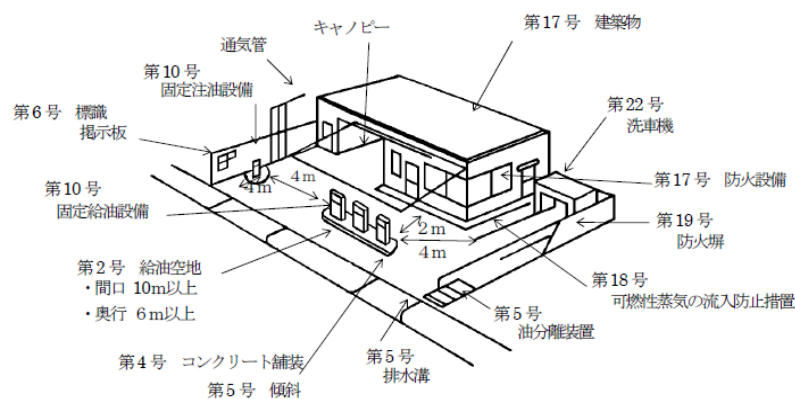 キャノピー
第17号 建築物
通気管
第10号
固定注油設備
第6号 標識
掲示板
第22号
洗車機
第10号
固定給油設備
1m
4m
2m
4m
第17号 防火設備
第19号
防火塀
第2号 給油空地
・間口 10m以上
・奥行 6m以上
第18号
可燃性蒸気の流入防止措置
第5号
油分離装置
第4号 コンクリート舗装
第5号 傾斜
第5号
排水溝